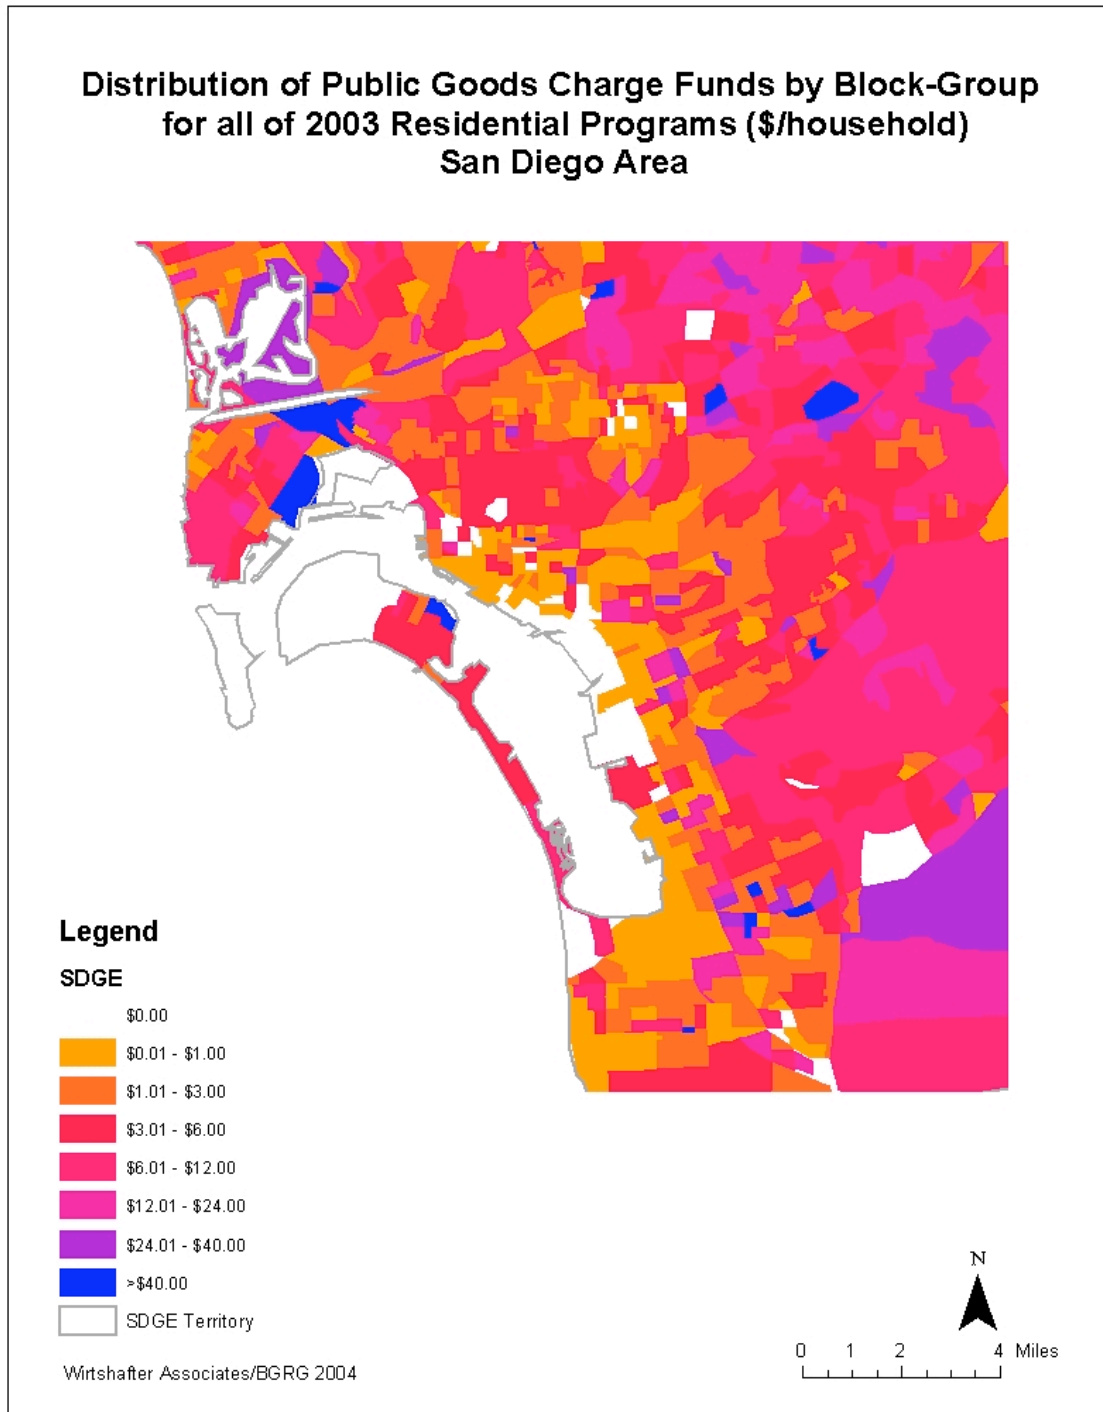 Distribution of Public Goods Charge Funds by Block-Group
for all of 2003 Residential Programs ($/household)
San Diego Area
Legend
SDGE
$0.00
$0.01 - $1.00
$1.01 - $3.00
$3.01 - $6.00
$6.01 - $12.00
$12.01 - $24.00
$24.01 - $40.00
>$40.00
SDGE Territory
Wirtshafter Associates/BGRG 2004
N
0 1 2 4 Miles